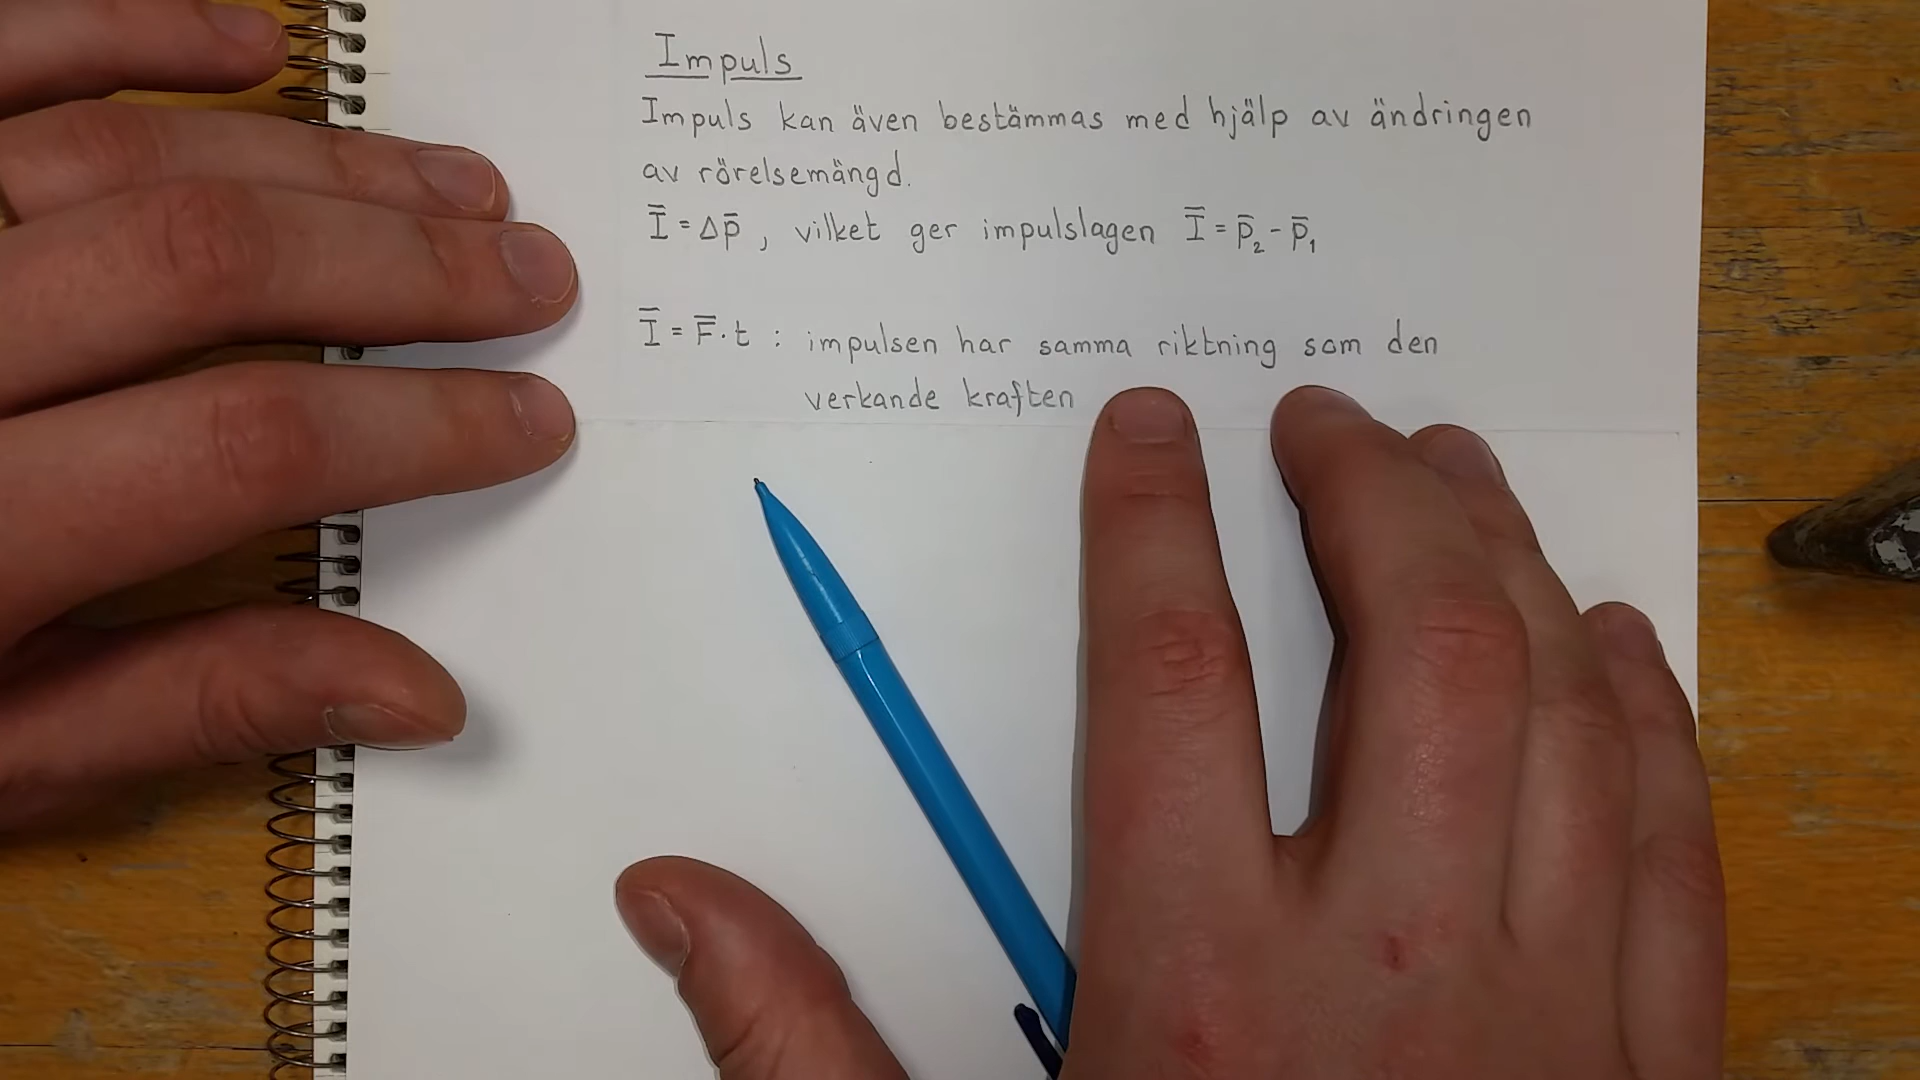 Impuls
Impuls kan även bestämmas med hjälp av ändringen
av rörelsemängd.
I̅ = Δp̅ , vilket ger impulslagen I̅ = p̅₂ - p̅₁
I̅ = F̅ · t : impulsen har samma riktning som den
verkande kraften